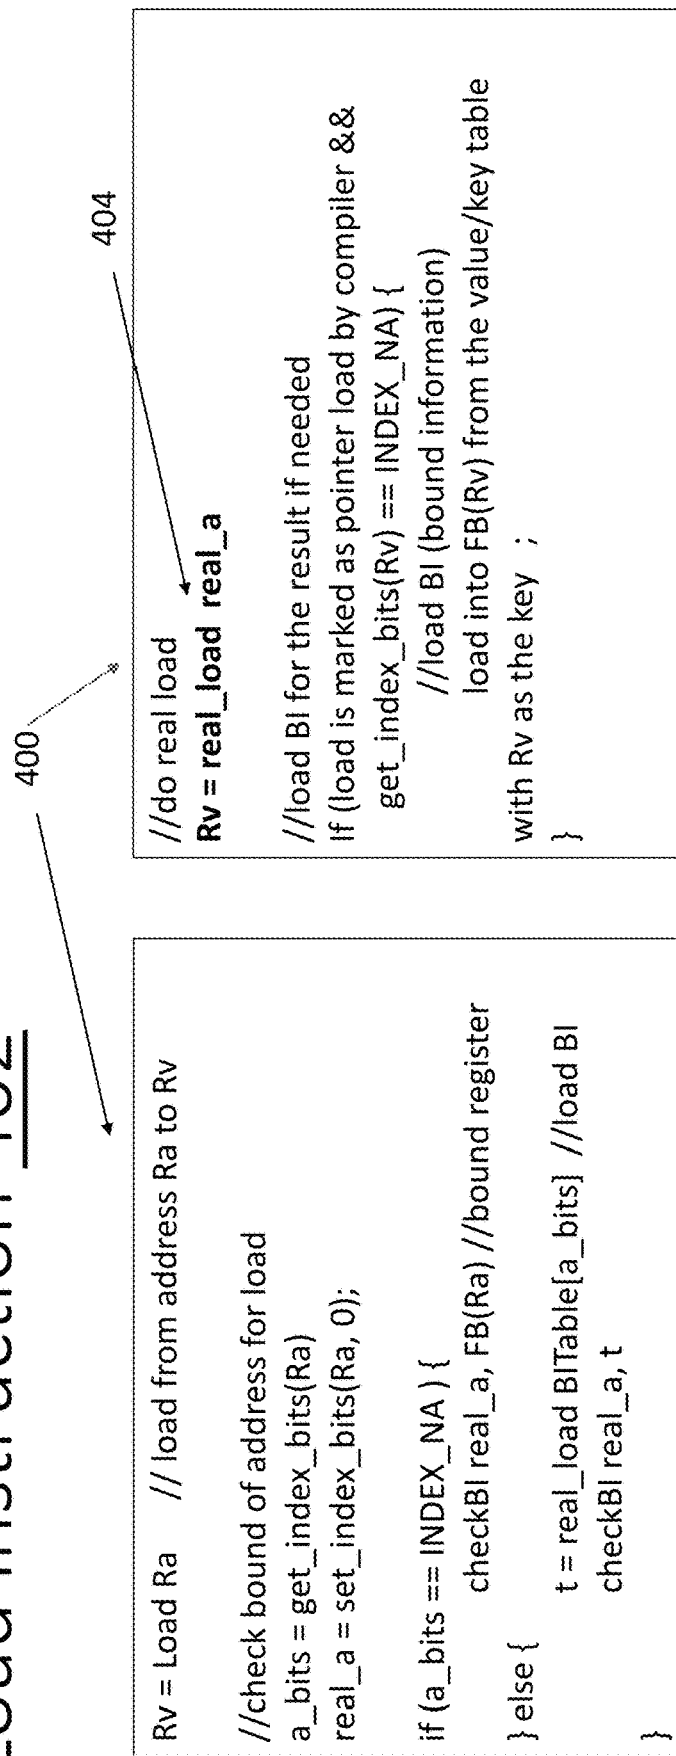 Load Instruction 402
400
404
Rv = Load Ra // load from address Ra to Rv
//check bound of address for load
a_bits = get_index_bits(Ra)
real_a = set_index_bits(Ra, 0);
if (a_bits == INDEX_NA ) {
checkBI real_a, FB(Ra) //bound register
} else {
t = real_load BITable[a_bits] //load BI
checkBI real_a, t
}
//do real load
Rv = real_load real_a
//load BI for the result if needed
If (load is marked as pointer load by compiler &&
get_index_bits(Rv) == INDEX_NA) {
//load BI (bound information)
load into FB(Rv) from the value/key table
with Rv as the key ;
}